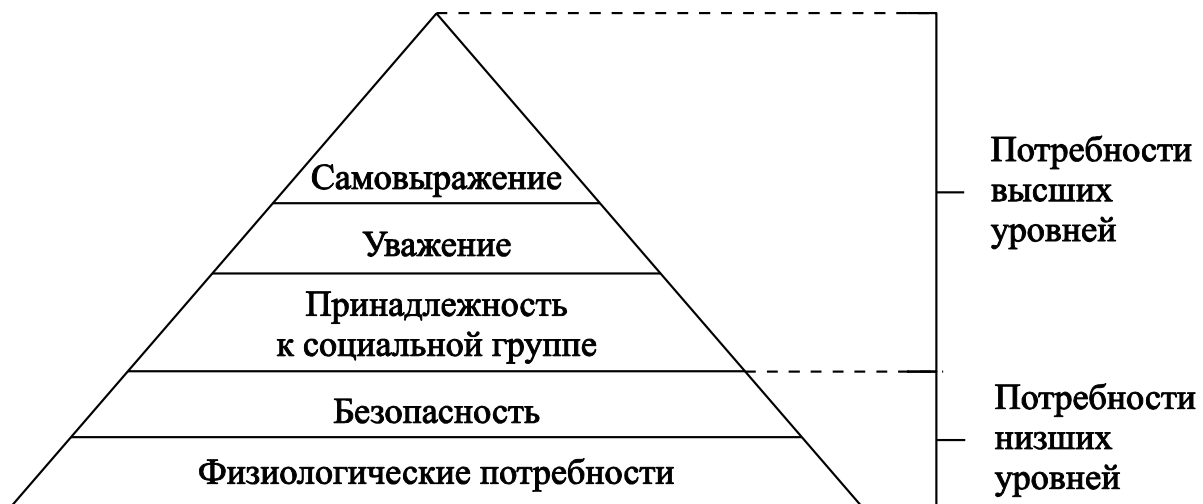 Самовыражение
Уважение
Принадлежность
к социальной группе
Безопасность
Физиологические потребности
Потребности
высших
уровней
Потребности
низших
уровней